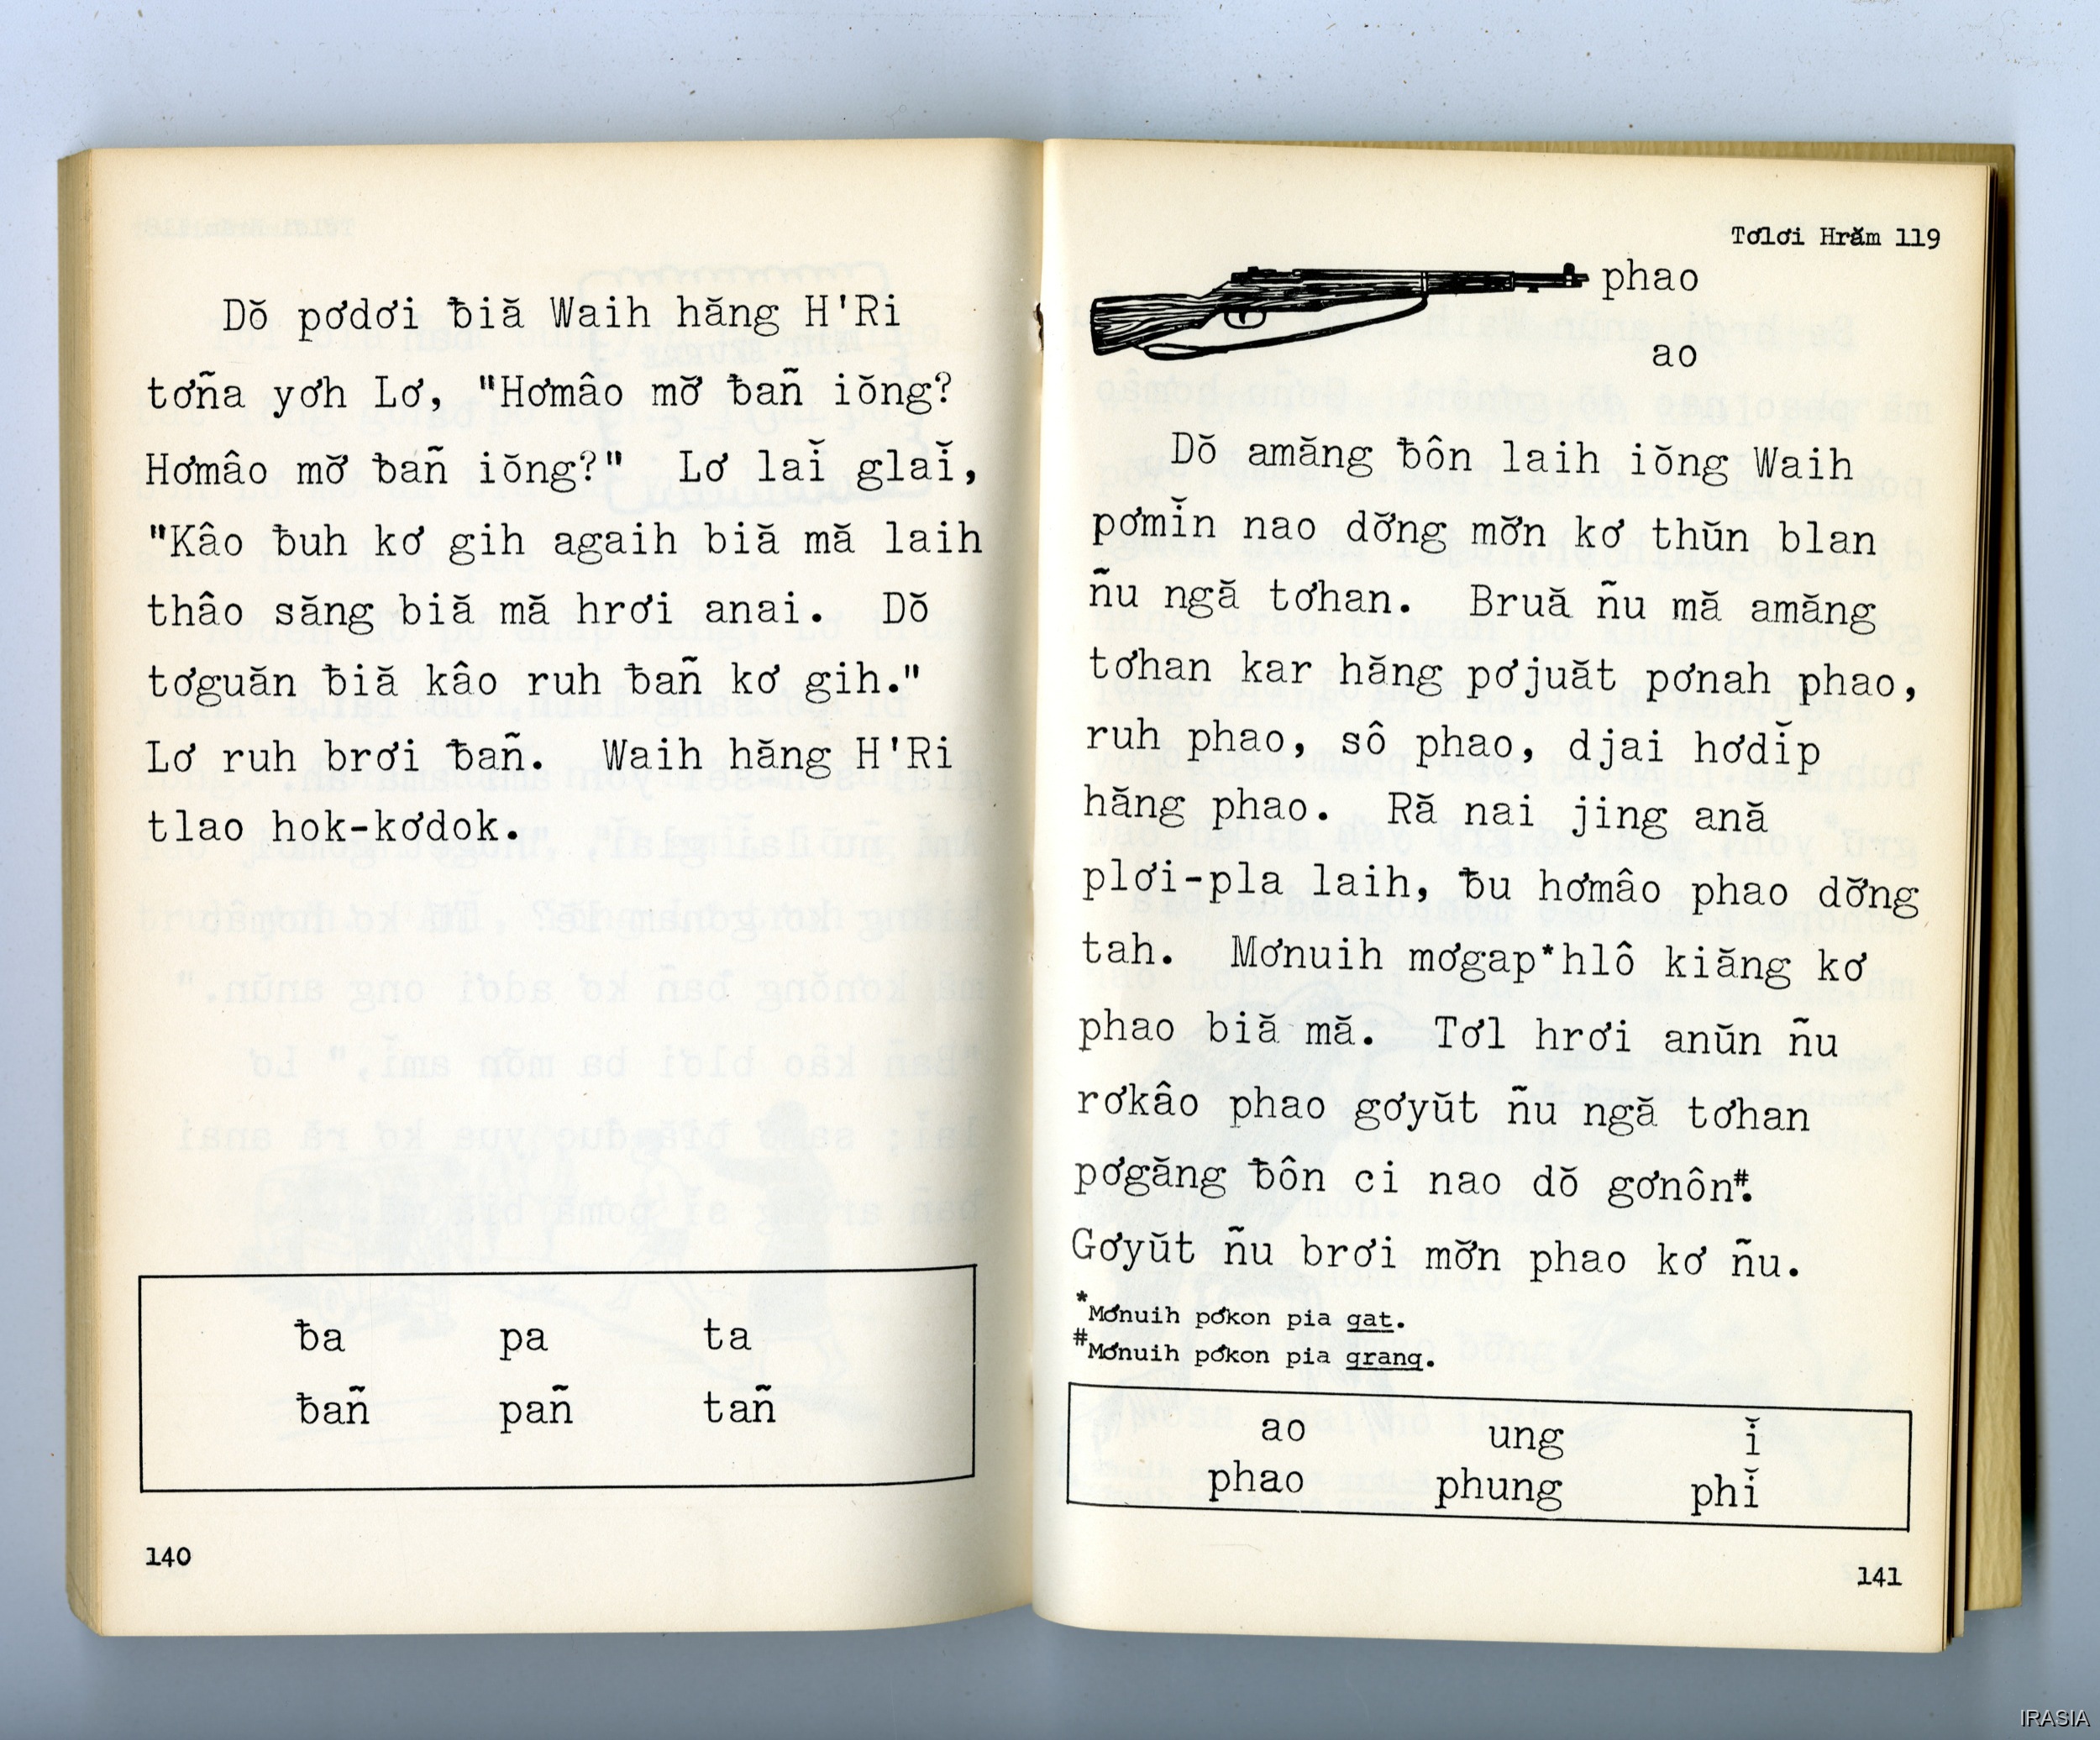 Dŏ pơdơi ƀiă Waih hăng H'Ri
tơña yơh Lơ, "Hơmâo mơ̆ ƀañ iŏng?
Hơmâo mơ̆ ƀañ iŏng?" Lơ laĭ glaĭ,
"Kâo ƀuh kơ gih agaih biă mă laih
thâo săng biă mă hrơi anai. Dŏ
tơguăn ƀiă kâo ruh ƀañ kơ gih."
Lơ ruh brơi ƀañ. Waih hăng H'Ri
tlao hok-kơdok.
ƀa pa ta
ƀañ pañ tañ
140
Tơlơi Hrăm 119
phao
ao
Dŏ amăng ƀôn laih iŏng Waih
pơmĭn nao dơ̆ng mơ̆n kơ thŭn blan
ñu ngă tơhan. Bruă ñu mă amăng
tơhan kar hăng pơjuăt pơnah phao,
ruh phao, sô phao, djai hơdĭp
hăng phao. Ră nai jing ană
plơi-pla laih, ƀu hơmâo phao dơ̆ng
tah. Mơnuih mơgap*hlô kiăng kơ
phao biă mă. Tơl hrơi anŭn ñu
rơkâo phao gơyŭt ñu ngă tơhan
pơgăng ƀôn ci nao dŏ gơnôn#.
Gơyŭt ñu brơi mơ̆n phao kơ ñu.
*Mơnuih pơkon pia gat.
#Mơnuih pơkon pia grang.
ao ung ĭ
phao phung phĭ
141
IRASIA